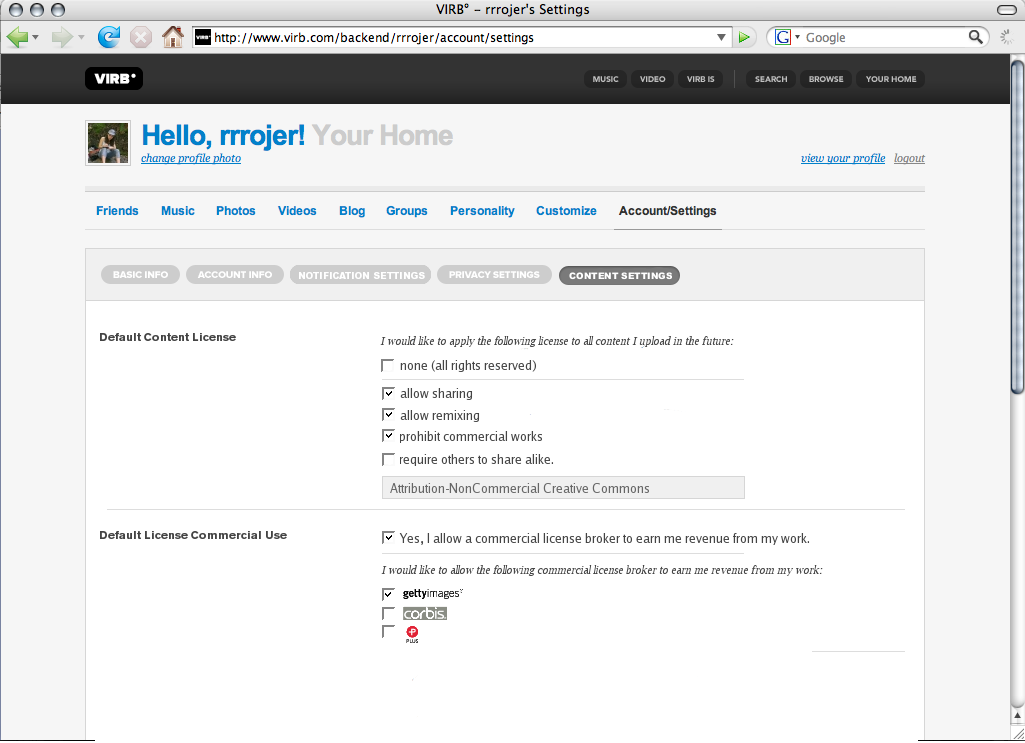 VIRB° – rrrojer's Settings
http://www.virb.com/backend/rrrojer/account/settings
G Google
VIRB°
MUSIC VIDEO VIRB IS SEARCH BROWSE YOUR HOME
Hello, rrrojer! Your Home
change profile photo
view your profile logout
Friends Music Photos Videos Blog Groups Personality Customize Account/Settings
BASIC INFO ACCOUNT INFO NOTIFICATION SETTINGS PRIVACY SETTINGS CONTENT SETTINGS
Default Content License
I would like to apply the following license to all content I upload in the future:
none (all rights reserved)
allow sharing
allow remixing
prohibit commercial works
require others to share alike.
Attribution-NonCommercial Creative Commons
Default License Commercial Use
Yes, I allow a commercial license broker to earn me revenue from my work.
I would like to allow the following commercial license broker to earn me revenue from my work:
gettyimages
corbis.
PLUS